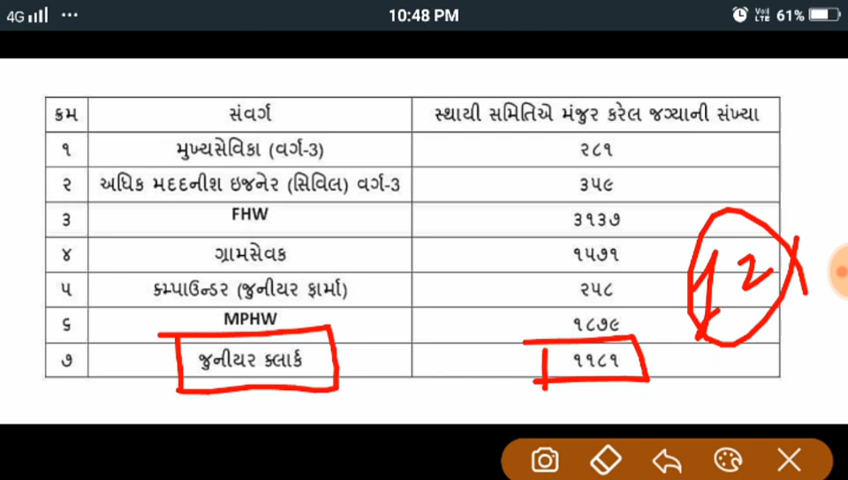 4G ... 10:48 PM VoLTE 61%
ક્રમ સંવર્ગ સ્થાયી સમિતિએ મંજુર કરેલ જગ્યાની સંખ્યા
૧ મુખ્યસેવિકા (વર્ગ-3) ૨૮૧
૨ અધિક મદદનીશ ઇજનેર (સિવિલ) વર્ગ-3 ૩૫૯
૩ FHW ૩૧૩૭
૪ ગ્રામસેવક ૧૫૭૧
૫ કમ્પાઉન્ડર (જુનીયર ફાર્મા) ૨૫૮
૬ MPHW ૧૮૭૯
૭ જુનીયર ક્લાર્ક ૧૧૮૧